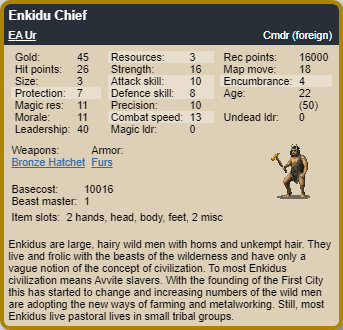 Enkidu Chief
EA Ur Cmdr (foreign)
Gold: 45 Resources: 3 Rec points: 16000
Hit points: 26 Strength: 16 Map move: 18
Size: 3 Attack skill: 10 Encumbrance: 4
Protection: 7 Defence skill: 8 Age: 22
Magic res: 11 Precision: 10 (50)
Morale: 11 Combat speed: 13 Undead ldr: 0
Leadership: 40 Magic ldr: 0
Weapons: Armor:
Bronze Hatchet Furs
Basecost: 10016
Beast master: 1
Item slots: 2 hands, head, body, feet, 2 misc
Enkidus are large, hairy wild men with horns and unkempt hair. They
live and frolic with the beasts of the wilderness and have only a
vague notion of the concept of civilization. To most Enkidus
civilization means Avvite slavers. With the founding of the First City
this has started to change and increasing numbers of the wild men
are adopting the new ways of farming and metalworking. Still, most
Enkidus live pastoral lives in small tribal groups.